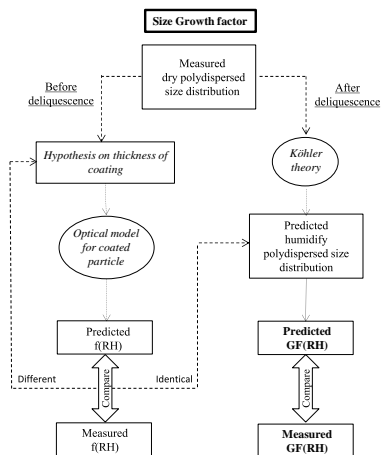 Size Growth factor
Measured
dry polydispersed
size distribution
Before
deliquescence
After
deliquescence
Hypothesis on thickness of
coating
Köhler
theory
Optical model
for coated
particle
Predicted
humidify
polydispersed size
distribution
Predicted
f(RH)
Predicted
GF(RH)
Different
Compare
Identical
Compare
Measured
f(RH)
Measured
GF(RH)